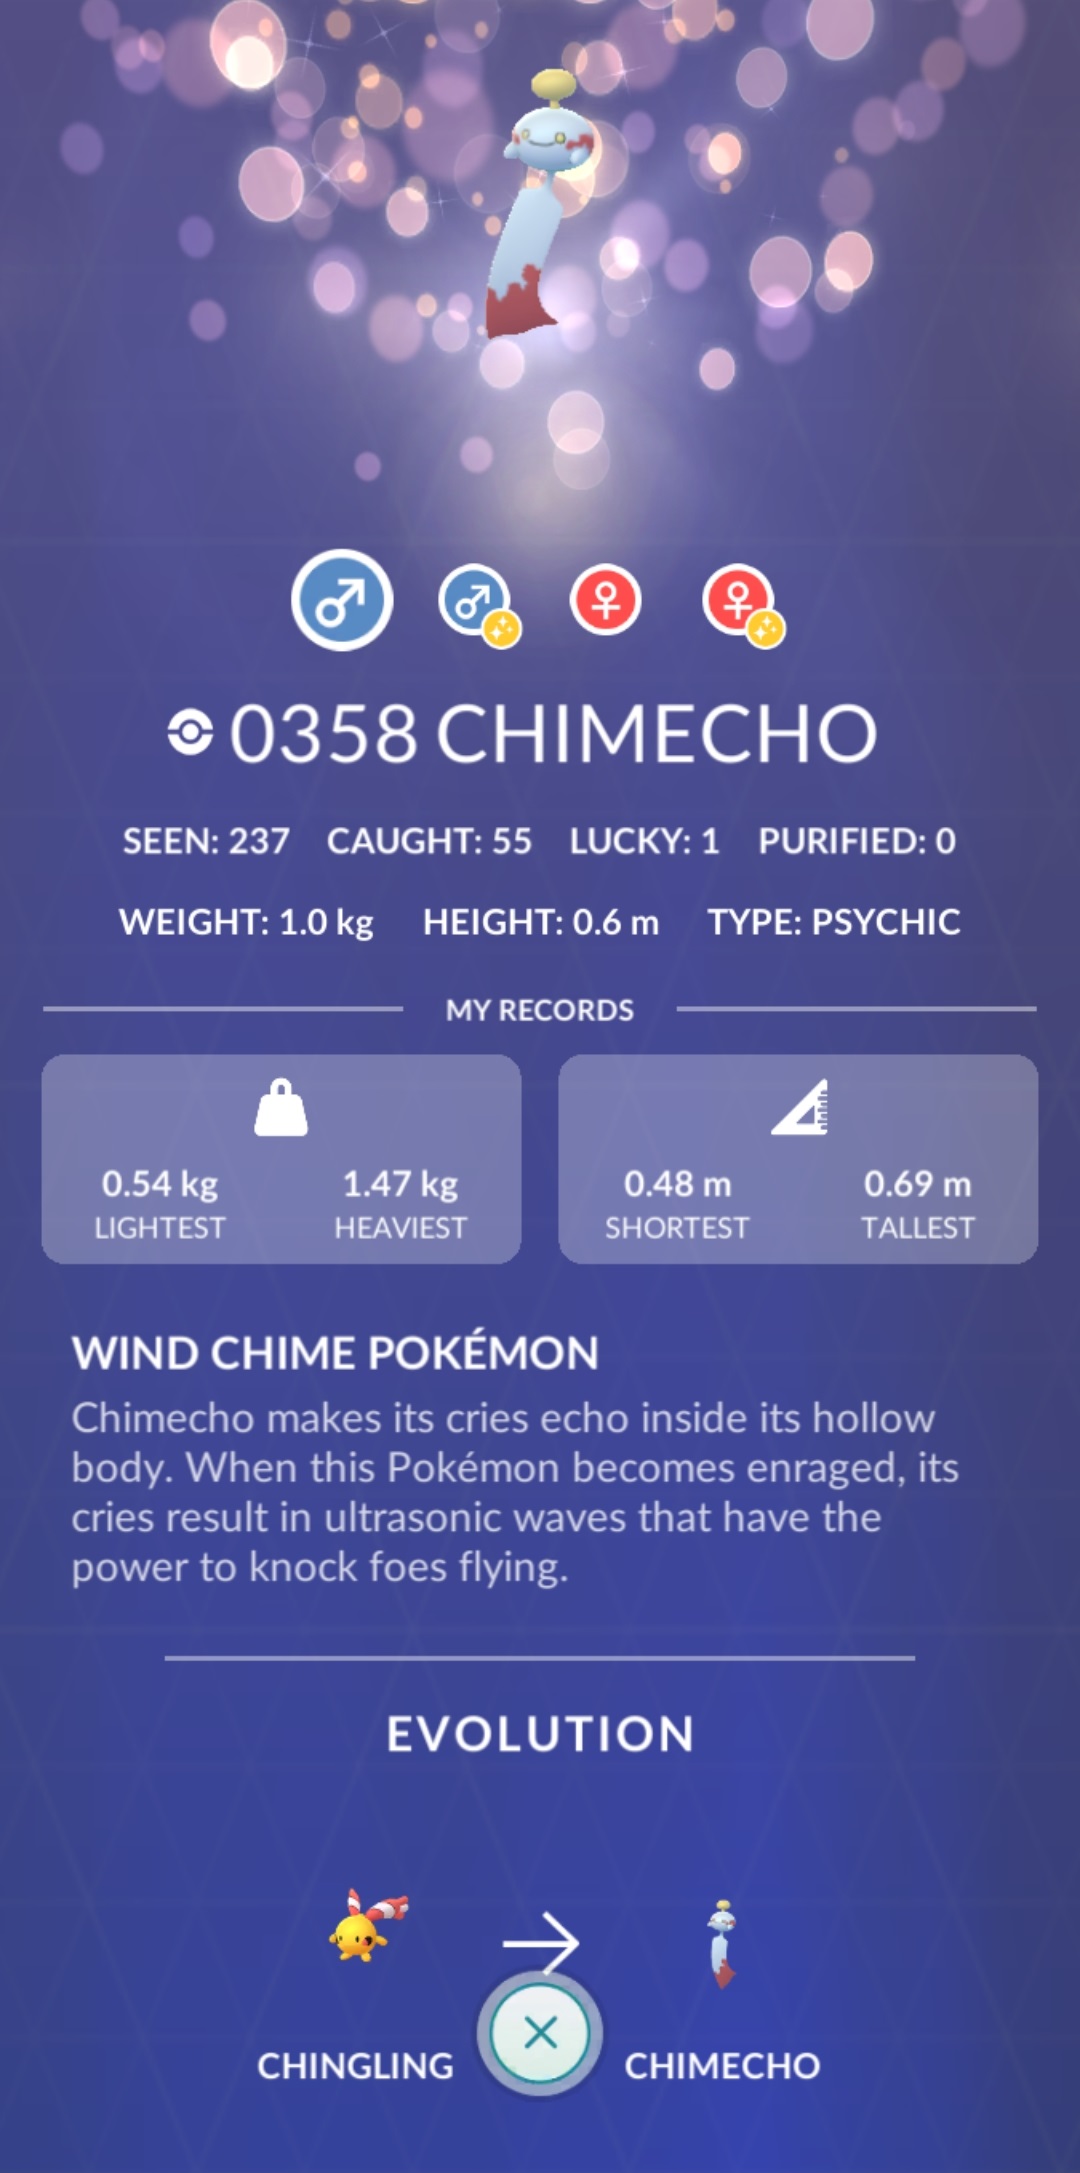 0358 CHIMECHO
SEEN: 237 CAUGHT: 55 LUCKY: 1 PURIFIED: 0
WEIGHT: 1.0 kg HEIGHT: 0.6 m TYPE: PSYCHIC
MY RECORDS
0.54 kg 1.47 kg 0.48 m 0.69 m
LIGHTEST HEAVIEST SHORTEST TALLEST
WIND CHIME POKÉMON
Chimecho makes its cries echo inside its hollow
body. When this Pokémon becomes enraged, its
cries result in ultrasonic waves that have the
power to knock foes flying.
EVOLUTION
CHINGLING CHIMECHO